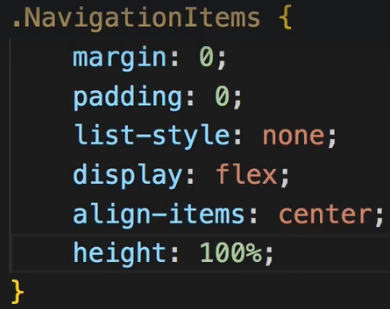 .NavigationItems {
    margin: 0;
    padding: 0;
    list-style: none;
    display: flex;
    align-items: center;
    height: 100%;
}